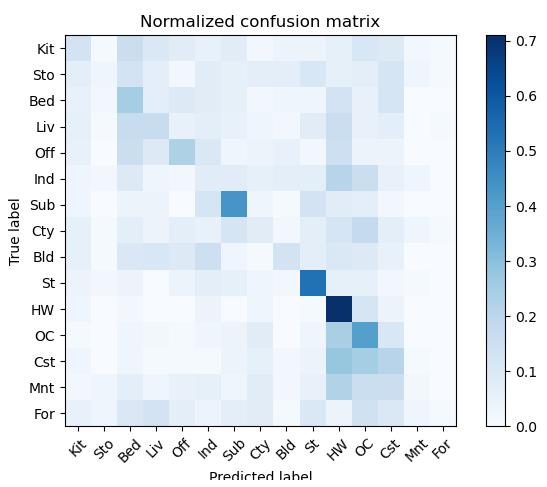 Normalized confusion matrix
True label
Kit
Sto
Bed
Liv
Off
Ind
Sub
Cty
Bld
St
HW
OC
Cst
Mnt
For
Kit Sto Bed Liv Off Ind Sub Cty Bld St HW OC Cst Mnt For
Predicted label
0.7
0.6
0.5
0.4
0.3
0.2
0.1
0.0